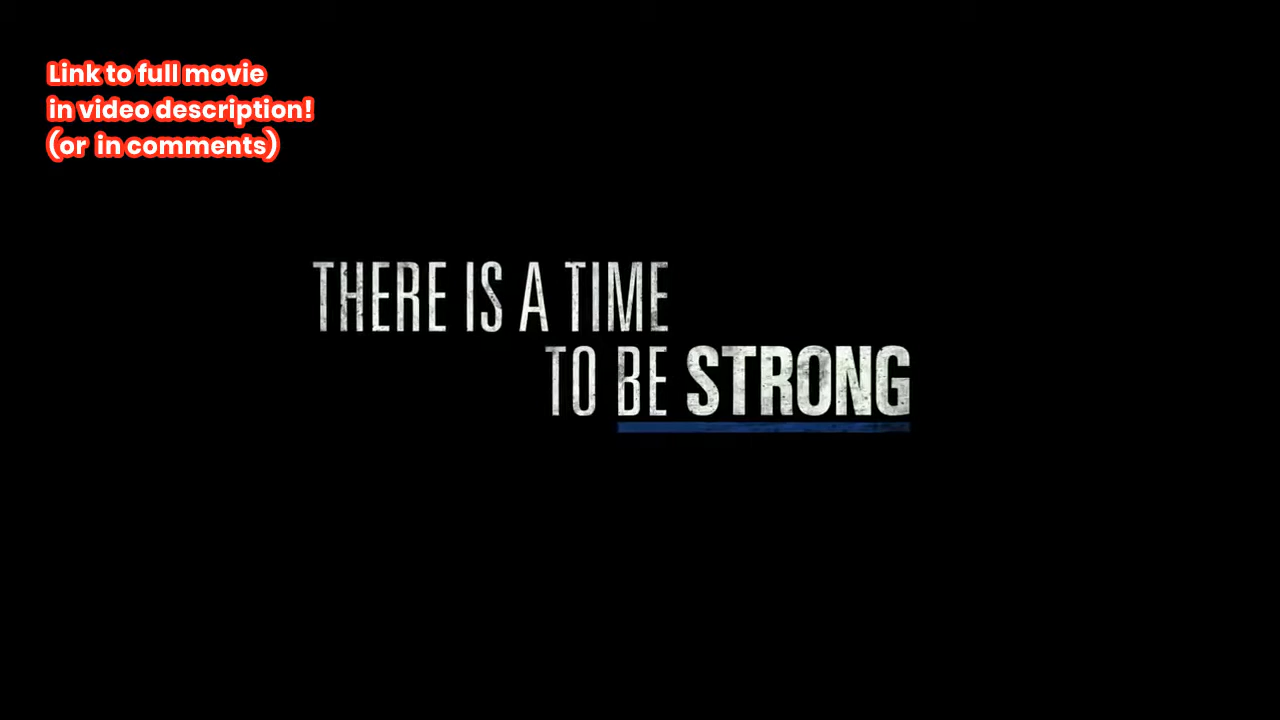 Link to full movie
in video description!
(or in comments)
THERE IS A TIME
TO BE STRONG